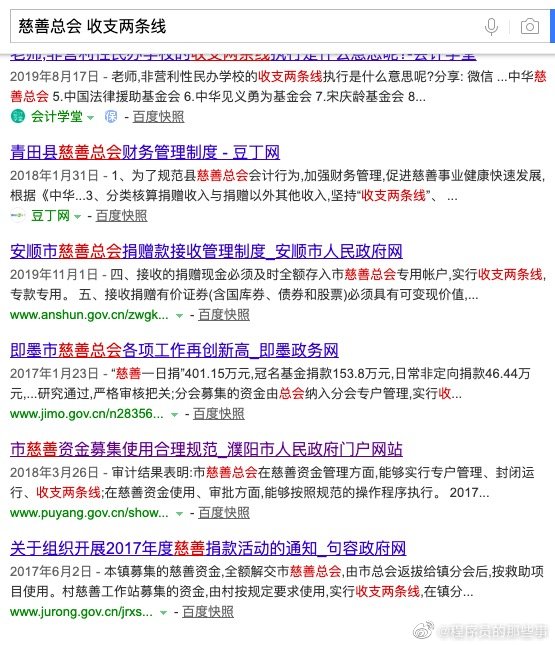 慈善总会 收支两条线
老师,非营利性民办学校的收支两条线执行是什么意思呢?-会计学堂
2019年8月17日 - 老师,非营利性民办学校的收支两条线执行是什么意思呢?分享: 微信 ...中华慈
善总会 5.中国法律援助基金会 6.中华见义勇为基金会 7.宋庆龄基金会 8...
会计学堂 保 - 百度快照
青田县慈善总会财务管理制度 - 豆丁网
2018年1月31日 - 1、为了规范县慈善总会会计行为,加强财务管理,促进慈善事业健康快速发展,
根据《中华...3、分类核算捐赠收入与捐赠以外其他收入,坚持“收支两条线”、 ...
豆丁网 - 百度快照
安顺市慈善总会捐赠款接收管理制度_安顺市人民政府网
2019年11月1日 - 四、接收的捐赠现金必须及时全额存入市慈善总会专用帐户,实行收支两条线,
专款专用。 五、接收捐赠有价证券(含国库券、债券和股票)必须具有可变现价值,...
www.anshun.gov.cn/zwgk... - 百度快照
即墨市慈善总会各项工作再创新高_即墨政务网
2017年1月23日 - “慈善一日捐”401.15万元,冠名基金捐款153.8万元,日常非定向捐款46.44万
元,...研究通过,严格审核把关;分会募集的资金由总会纳入分会专户管理,实行收...
www.jimo.gov.cn/n28356... - 百度快照
市慈善资金募集使用合理规范_濮阳市人民政府门户网站
2018年3月26日 - 审计结果表明:市慈善总会在慈善资金管理方面,能够实行专户管理、封闭运
行、收支两条线;在慈善资金使用、审批方面,能够按照规范的操作程序执行。 2017...
www.puyang.gov.cn/show... - 百度快照
关于组织开展2017年度慈善捐款活动的通知_句容政府网
2017年6月2日 - 本镇募集的慈善资金,全额解交市慈善总会,由市总会返拔给镇分会后,按救助项
目使用。村慈善工作站募集的资金,由村按规定要求使用,实行收支两条线,在镇分...
www.jurong.gov.cn/jrxs... - 百度快照
@程序员的那些事